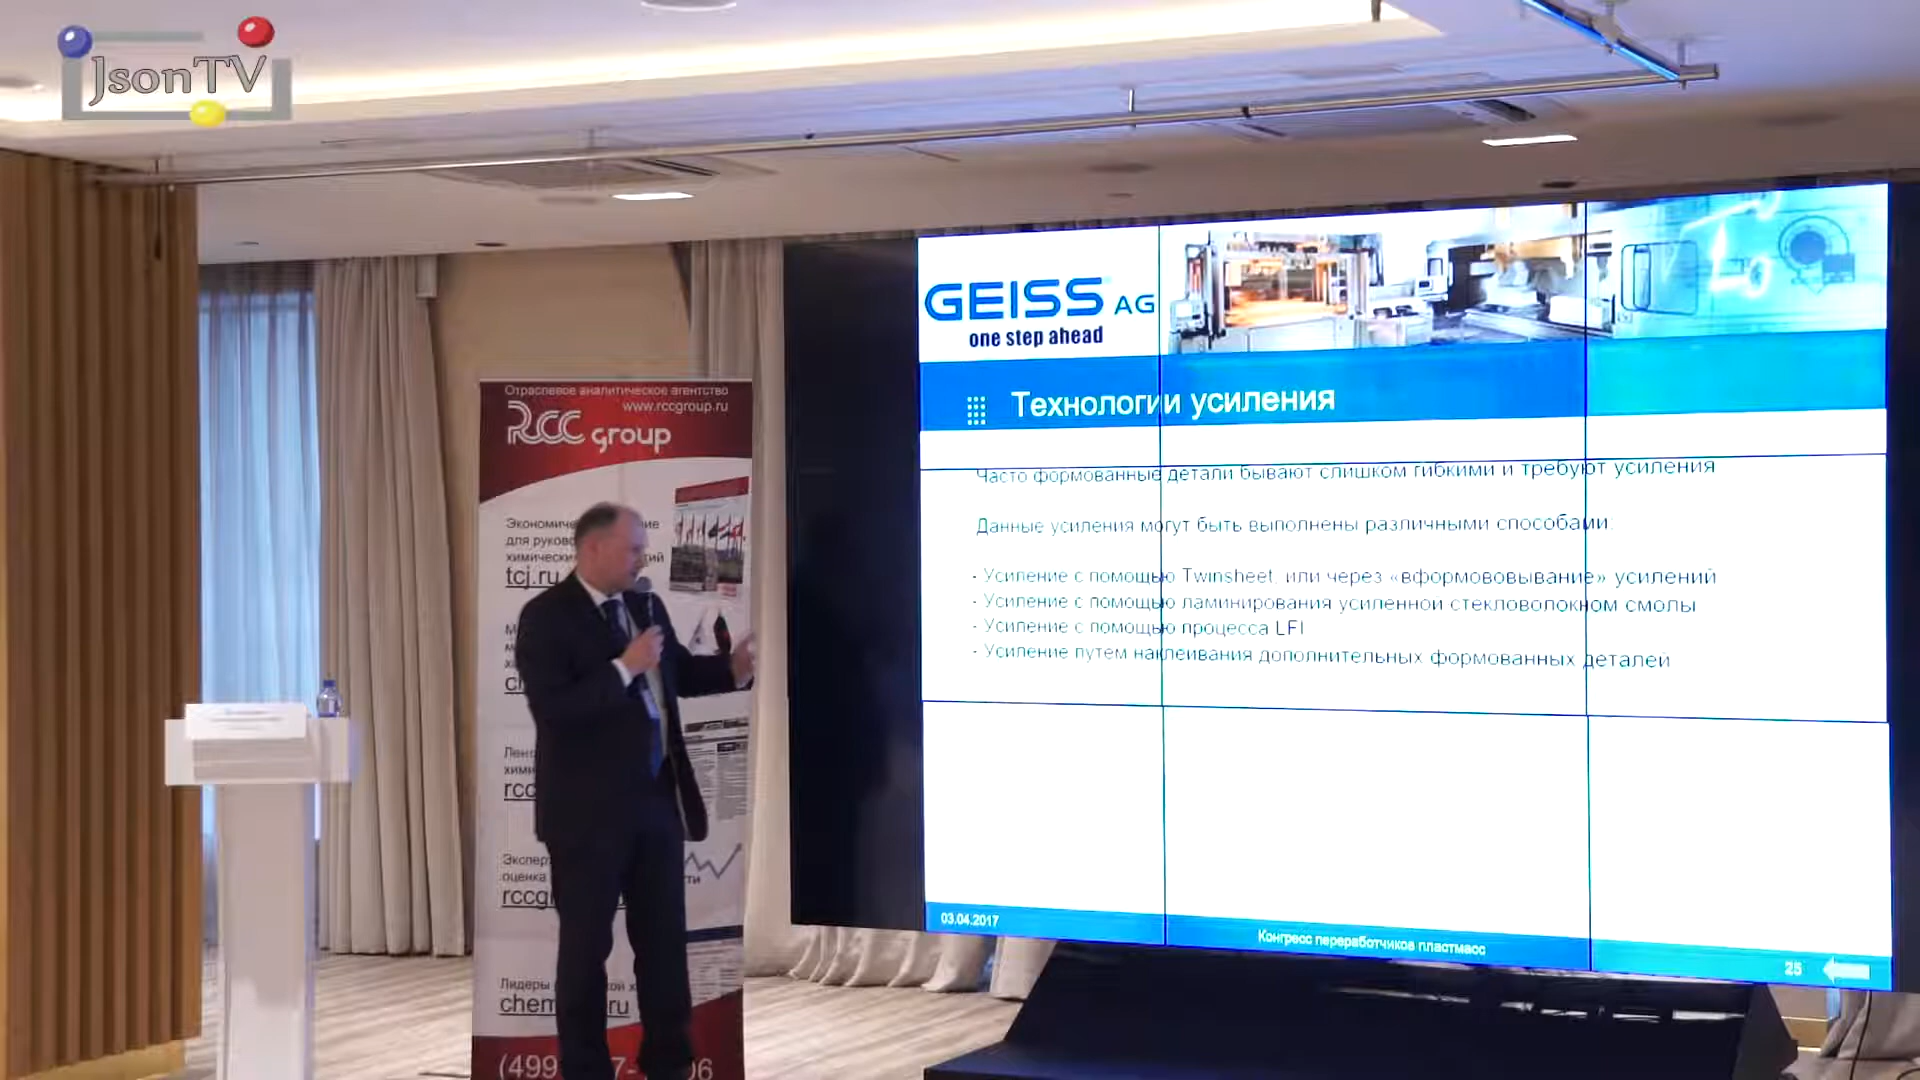 JsonTV
Отраслевое аналитическое агентство
www.rccgroup.ru
RCC group
для
tcj.ru
Лидеры
(499)
GEISS AG
one step ahead
Технологии усиления
Часто формованные детали бывают слишком гибкими и требуют усиления
Данные усиления могут быть выполнены различными способами:
- Усиление с помощью Twinsheet, или через «вформововывание» усилений
- Усиление с помощью ламинирования усиленной стекловолокном смолы
- Усиление с помощью процесса LFI
- Усиление путем наклеивания дополнительных формованных деталей
03.04.2017
Конгресс переработчиков пластмасс
25